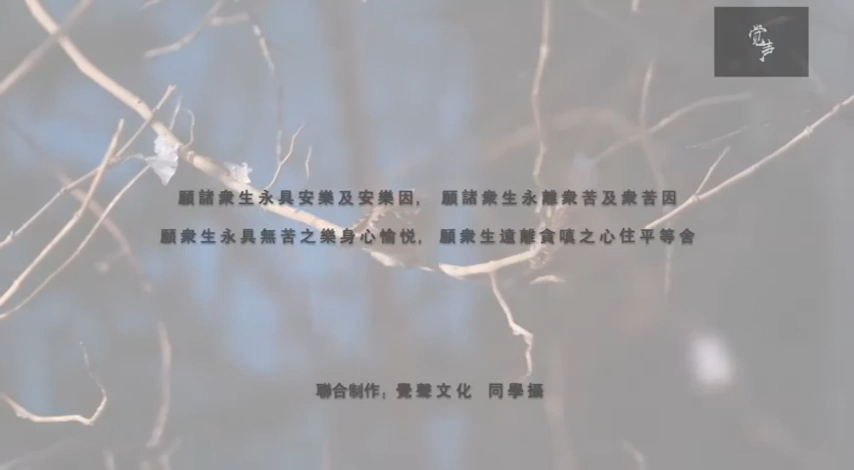 觉声
願諸衆生永具安樂及安樂因， 願諸衆生永離衆苦及衆苦因
願衆生永具無苦之樂身心愉悦， 願衆生遠離貪嗔之心住平等舍
聯合制作：覺聲文化 同學攝